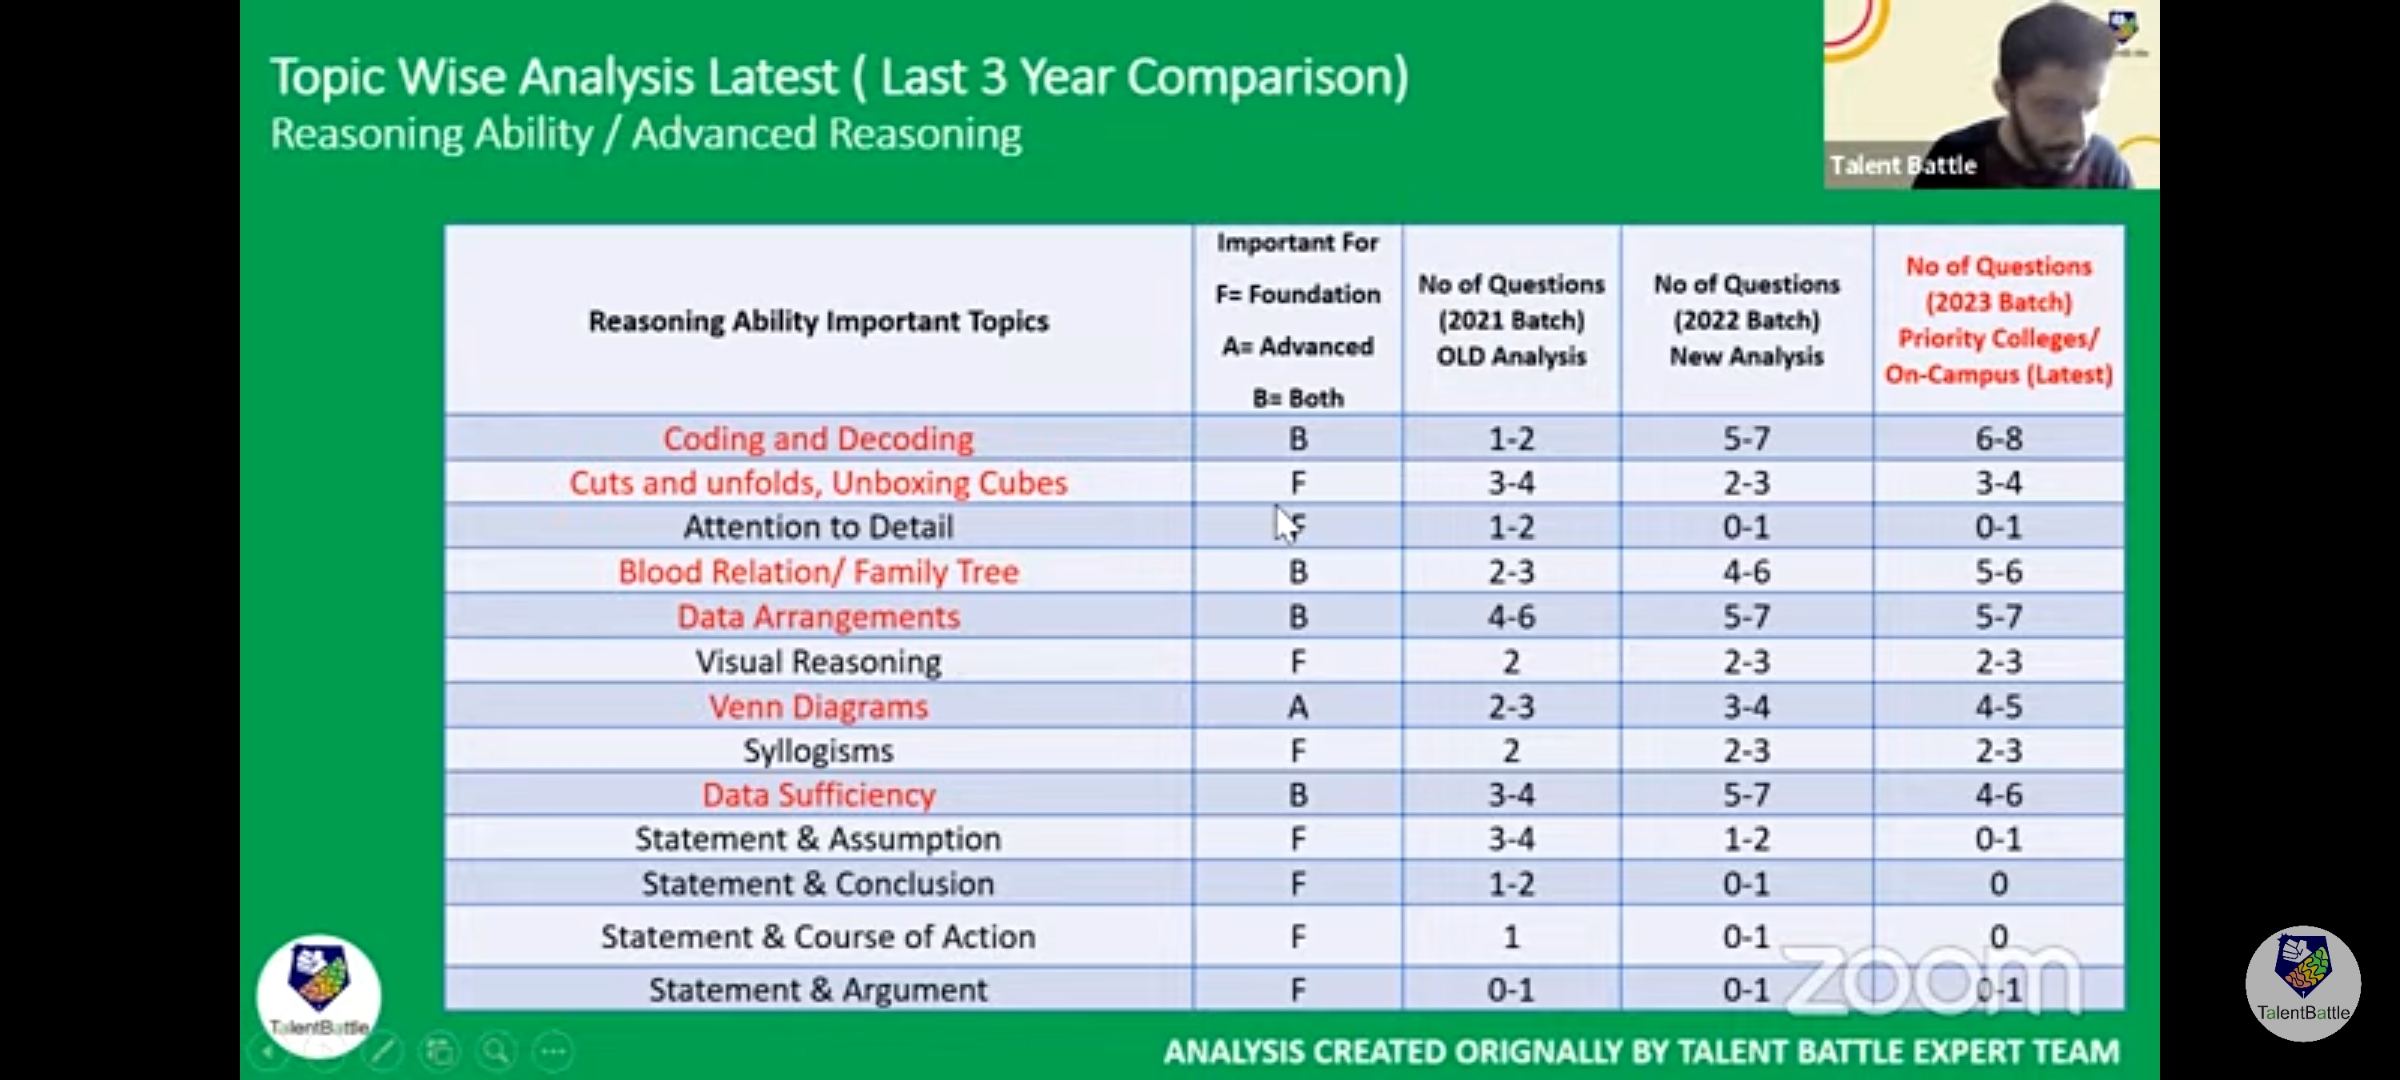 Topic Wise Analysis Latest ( Last 3 Year Comparison)
Reasoning Ability / Advanced Reasoning
Talent Battle
Reasoning Ability Important Topics
Important For
F= Foundation
A= Advanced
B= Both
No of Questions
(2021 Batch)
OLD Analysis
No of Questions
(2022 Batch)
New Analysis
No of Questions
(2023 Batch)
Priority Colleges/
On-Campus (Latest)
Coding and Decoding B 1-2 5-7 6-8
Cuts and unfolds, Unboxing Cubes F 3-4 2-3 3-4
Attention to Detail F 1-2 0-1 0-1
Blood Relation/ Family Tree B 2-3 4-6 5-6
Data Arrangements B 4-6 5-7 5-7
Visual Reasoning F 2 2-3 2-3
Venn Diagrams A 2-3 3-4 4-5
Syllogisms F 2 2-3 2-3
Data Sufficiency B 3-4 5-7 4-6
Statement & Assumption F 3-4 1-2 0-1
Statement & Conclusion F 1-2 0-1 0
Statement & Course of Action F 1 0-1 0
Statement & Argument F 0-1 0-1 0-1
zoom
TalentBattle
TalentBattle
ANALYSIS CREATED ORIGNALLY BY TALENT BATTLE EXPERT TEAM